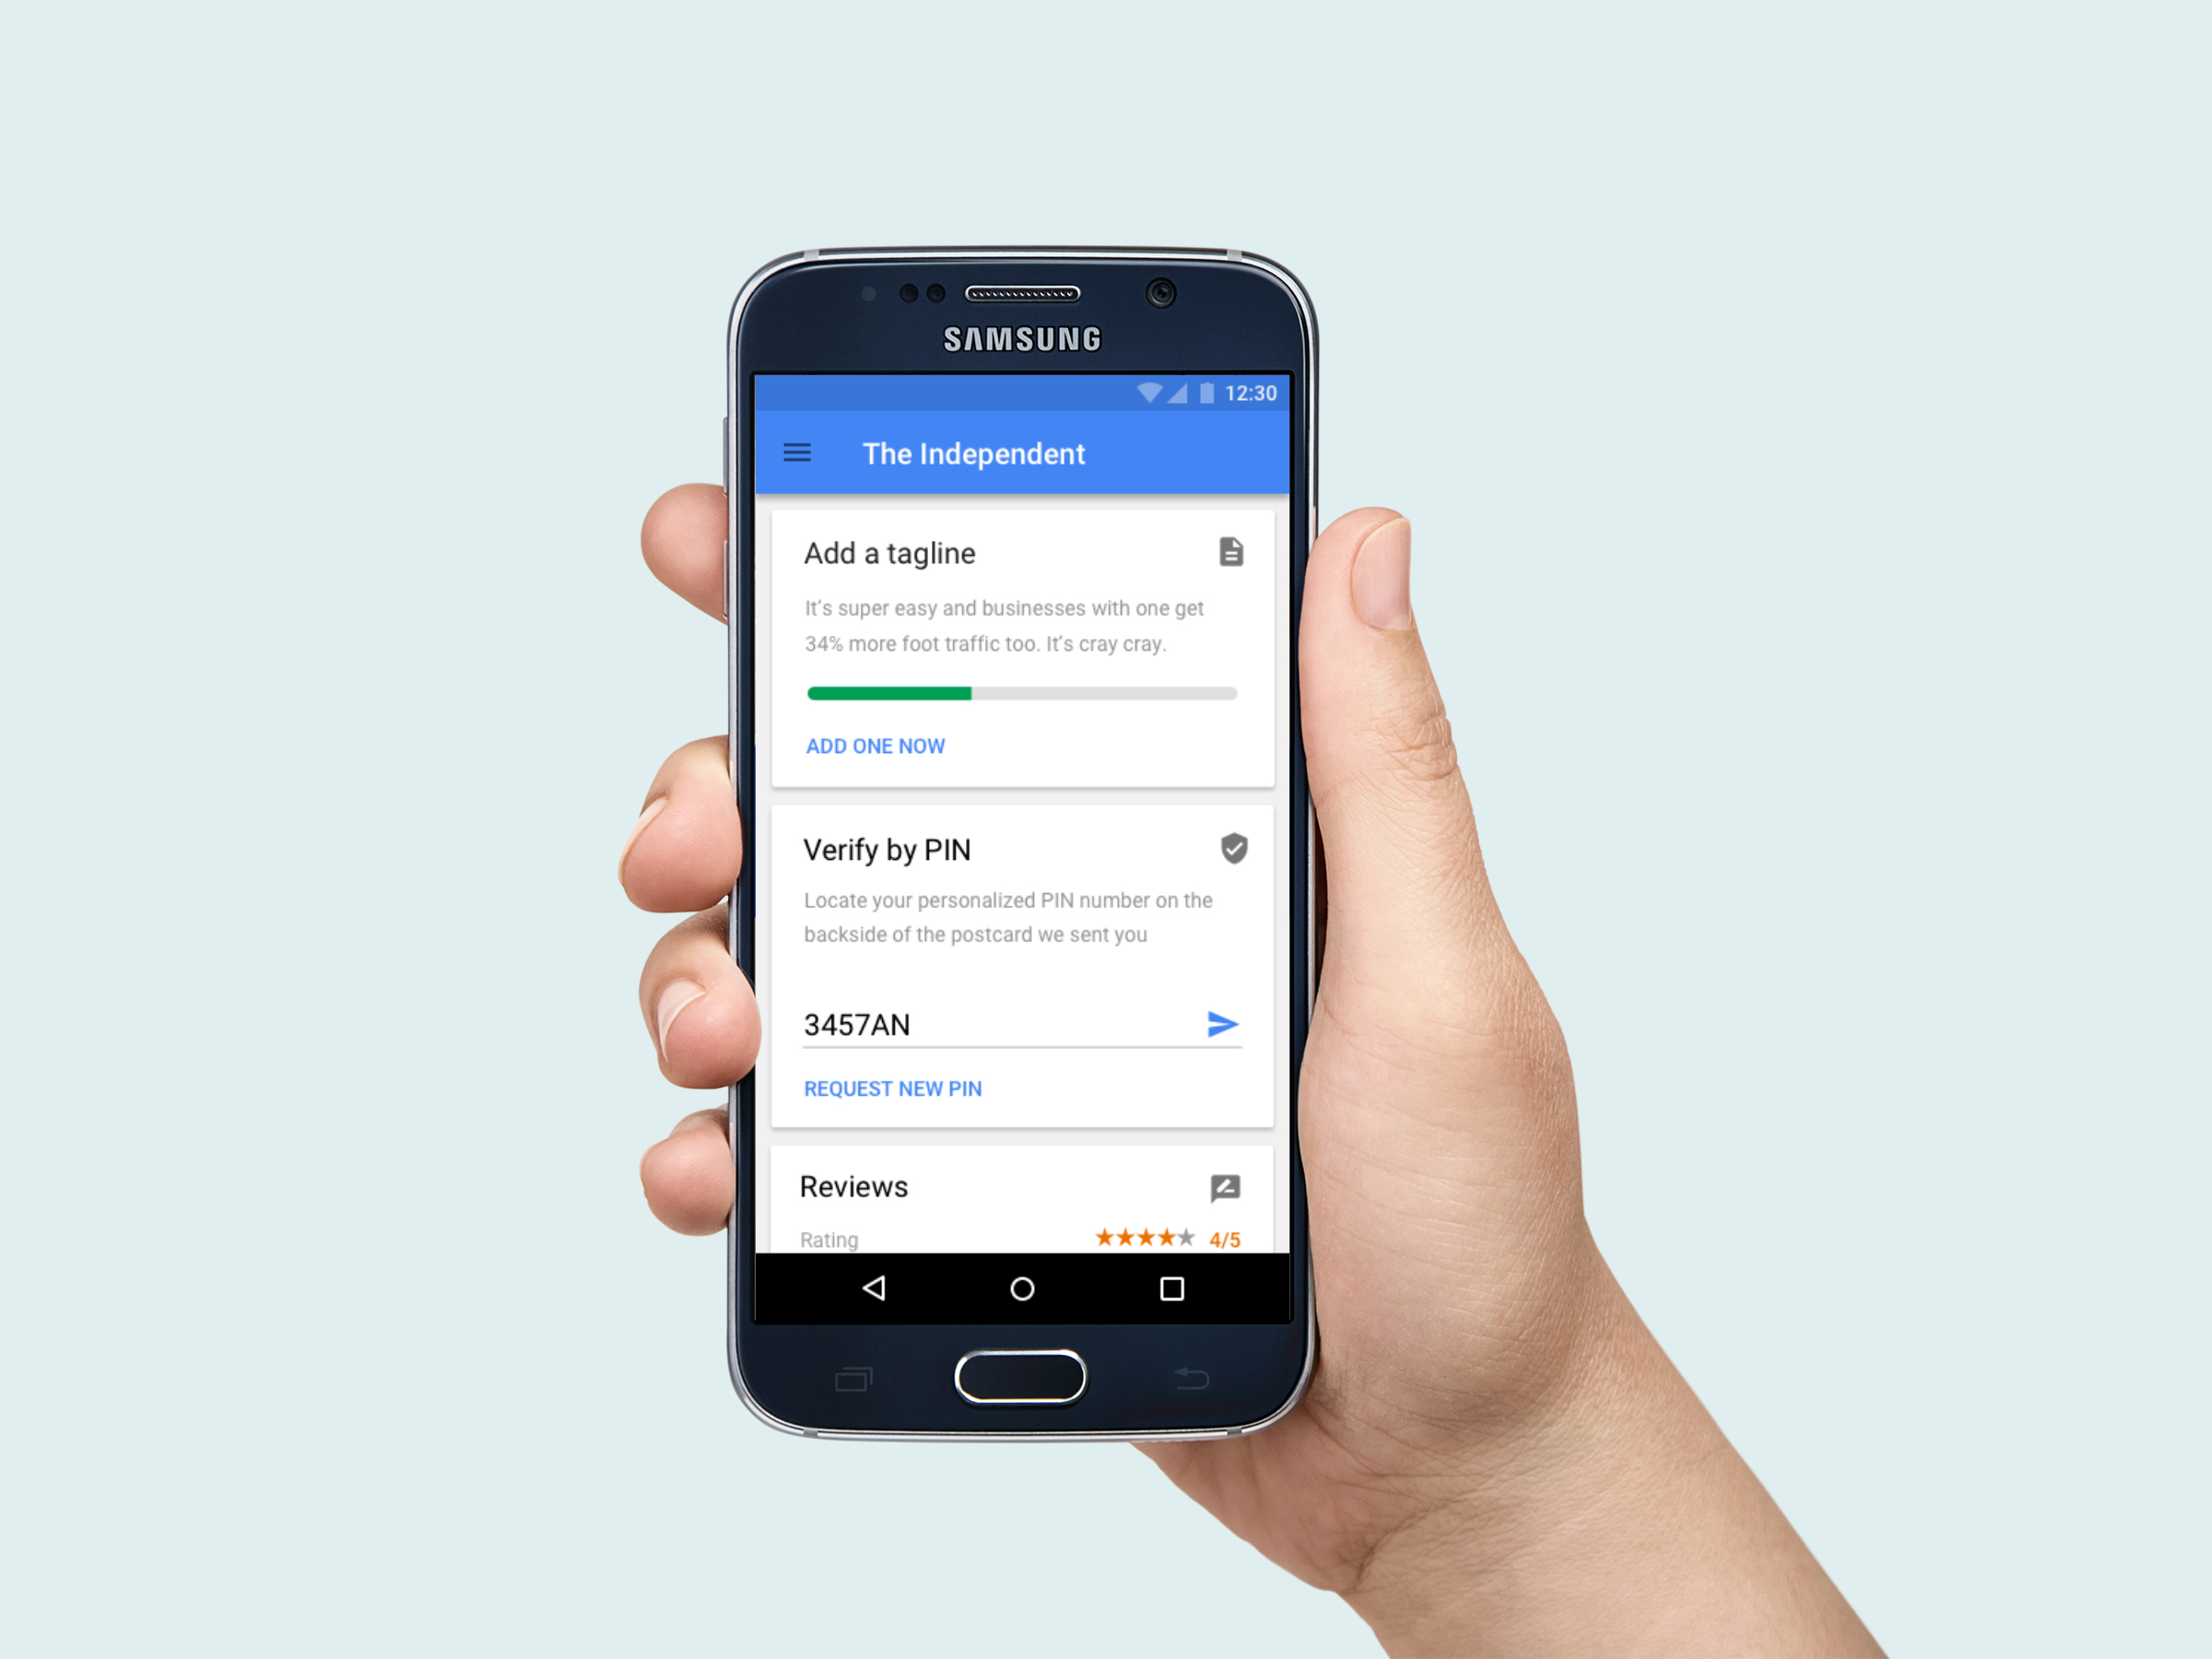 SAMSUNG
12:30
The Independent
Add a tagline
It's super easy and businesses with one get
34% more foot traffic too. It's cray cray.
ADD ONE NOW
Verify by PIN
Locate your personalized PIN number on the
backside of the postcard we sent you
3457AN
REQUEST NEW PIN
Reviews
Rating 4/5